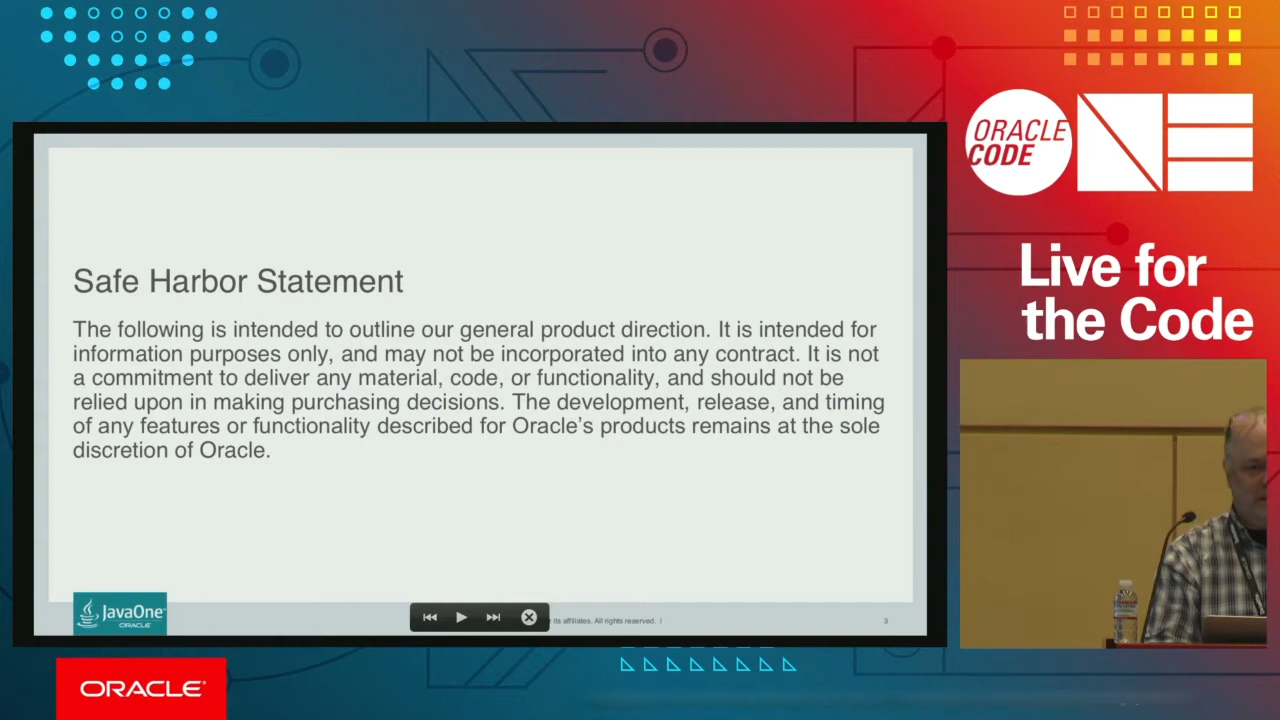 ORACLE
CODE
ONE
Live for
the Code
Safe Harbor Statement
The following is intended to outline our general product direction. It is intended for
information purposes only, and may not be incorporated into any contract. It is not
a commitment to deliver any material, code, or functionality, and should not be
relied upon in making purchasing decisions. The development, release, and timing
of any features or functionality described for Oracle’s products remains at the sole
discretion of Oracle.
JavaOne
ORACLE
its affiliates. All rights reserved. |
3
ORACLE